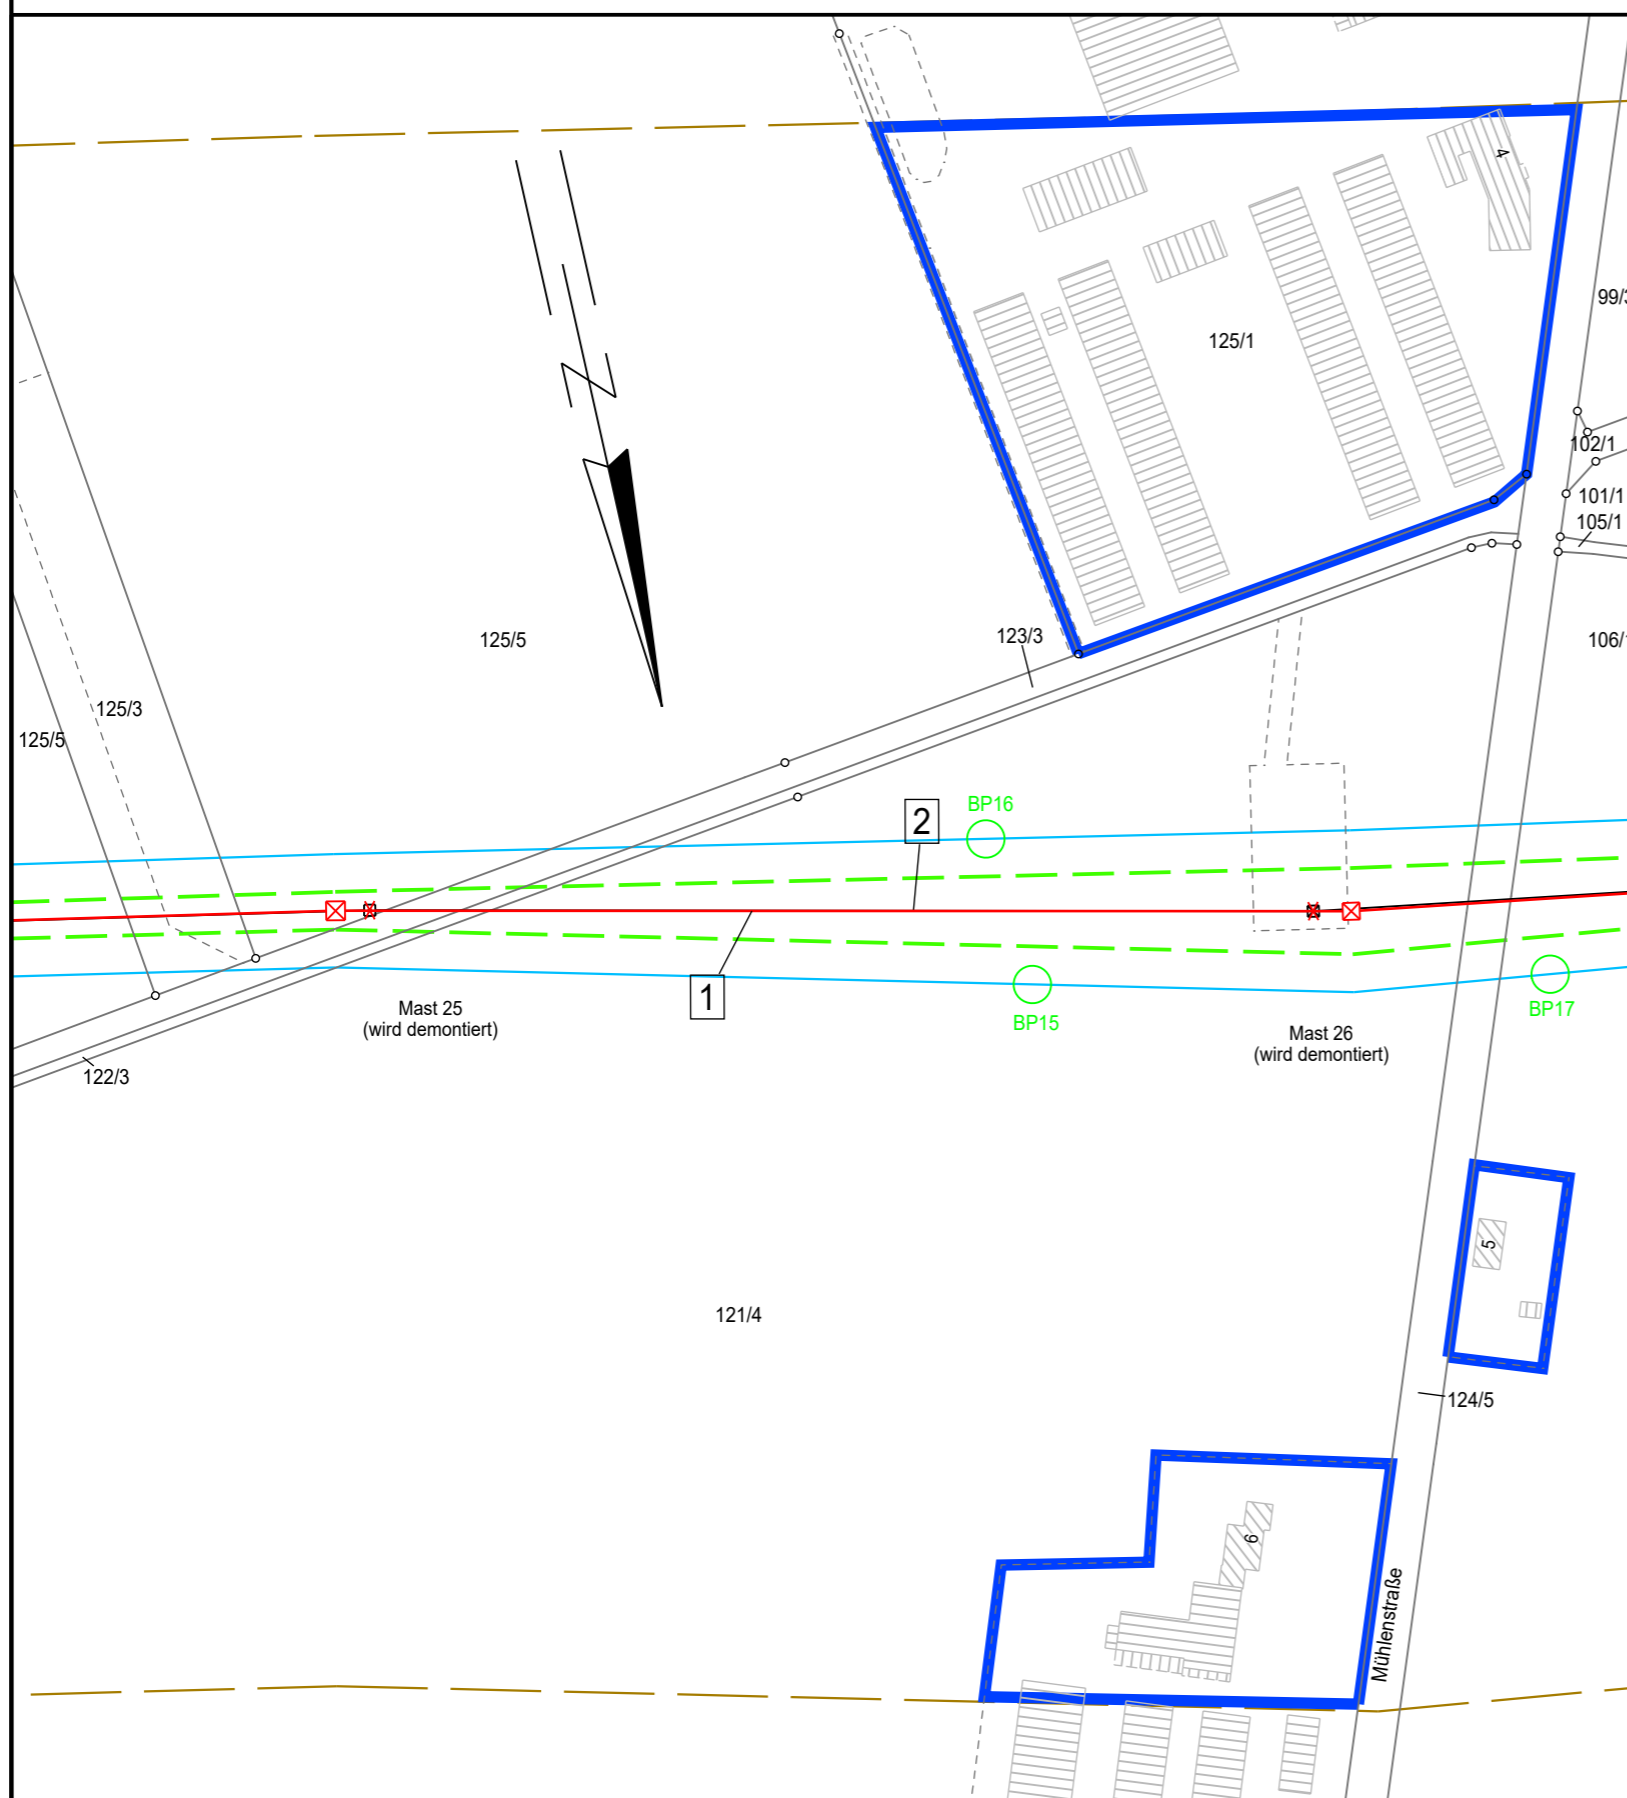 4
99/3
125/1
102/1
101/1
105/1
125/5
123/3
106/1
125/3
125/5
BP16
2
1
Mast 25
(wird demontiert)
BP15
BP17
Mast 26
(wird demontiert)
122/3
5
121/4
124/5
6
Mühlenstraße